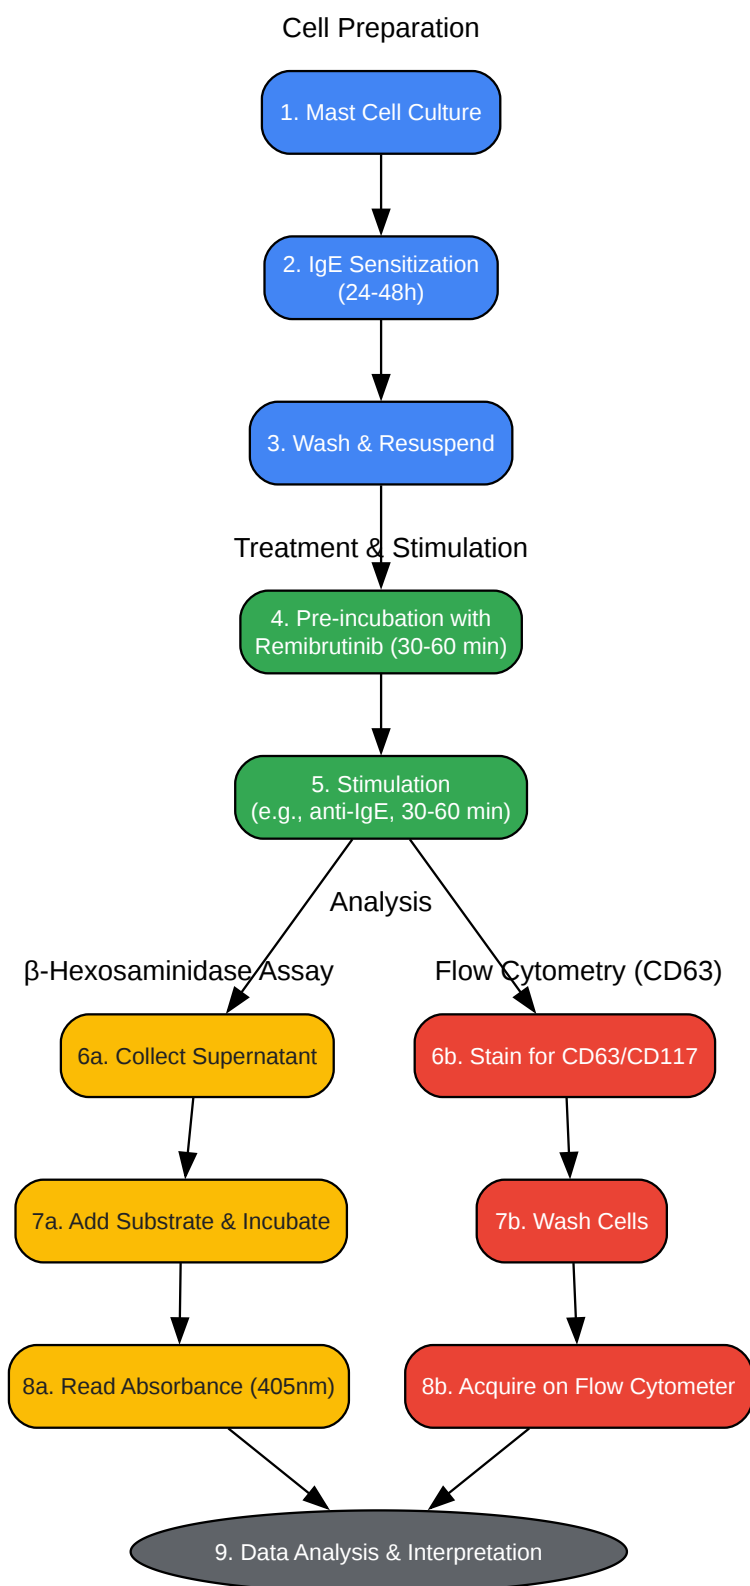 Cell Preparation
1. Mast Cell Culture
2. IgE Sensitization
(24-48h)
3. Wash & Resuspend
Treatment & Stimulation
4. Pre-incubation with
Remibrutinib (30-60 min)
5. Stimulation
(e.g., anti-IgE, 30-60 min)
Analysis
β-Hexosaminidase Assay
Flow Cytometry (CD63)
6a. Collect Supernatant
6b. Stain for CD63/CD117
7a. Add Substrate & Incubate
7b. Wash Cells
8a. Read Absorbance (405nm)
8b. Acquire on Flow Cytometer
9. Data Analysis & Interpretation